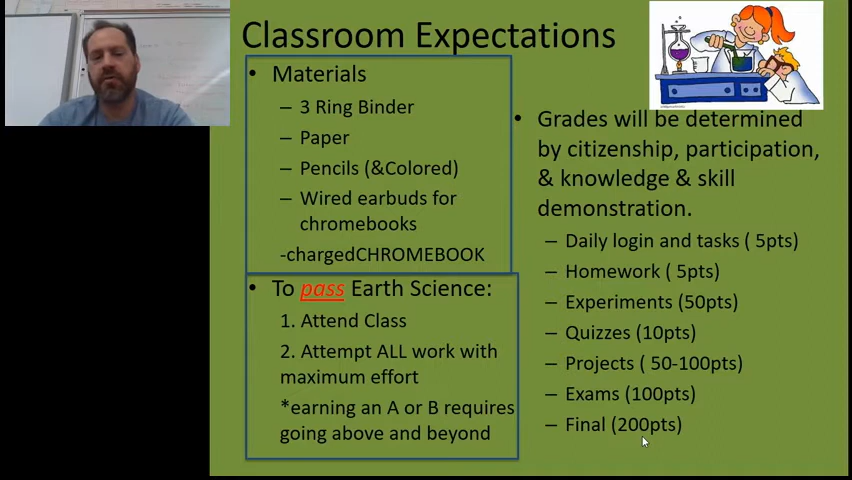 Classroom Expectations
• Materials
– 3 Ring Binder
– Paper
– Pencils (&Colored)
– Wired earbuds for
chromebooks
-chargedCHROMEBOOK
• To pass Earth Science:
1. Attend Class
2. Attempt ALL work with
maximum effort
*earning an A or B requires
going above and beyond
• Grades will be determined
by citizenship, participation,
& knowledge & skill
demonstration.
– Daily login and tasks ( 5pts)
– Homework ( 5pts)
– Experiments (50pts)
– Quizzes (10pts)
– Projects ( 50-100pts)
– Exams (100pts)
– Final (200pts)